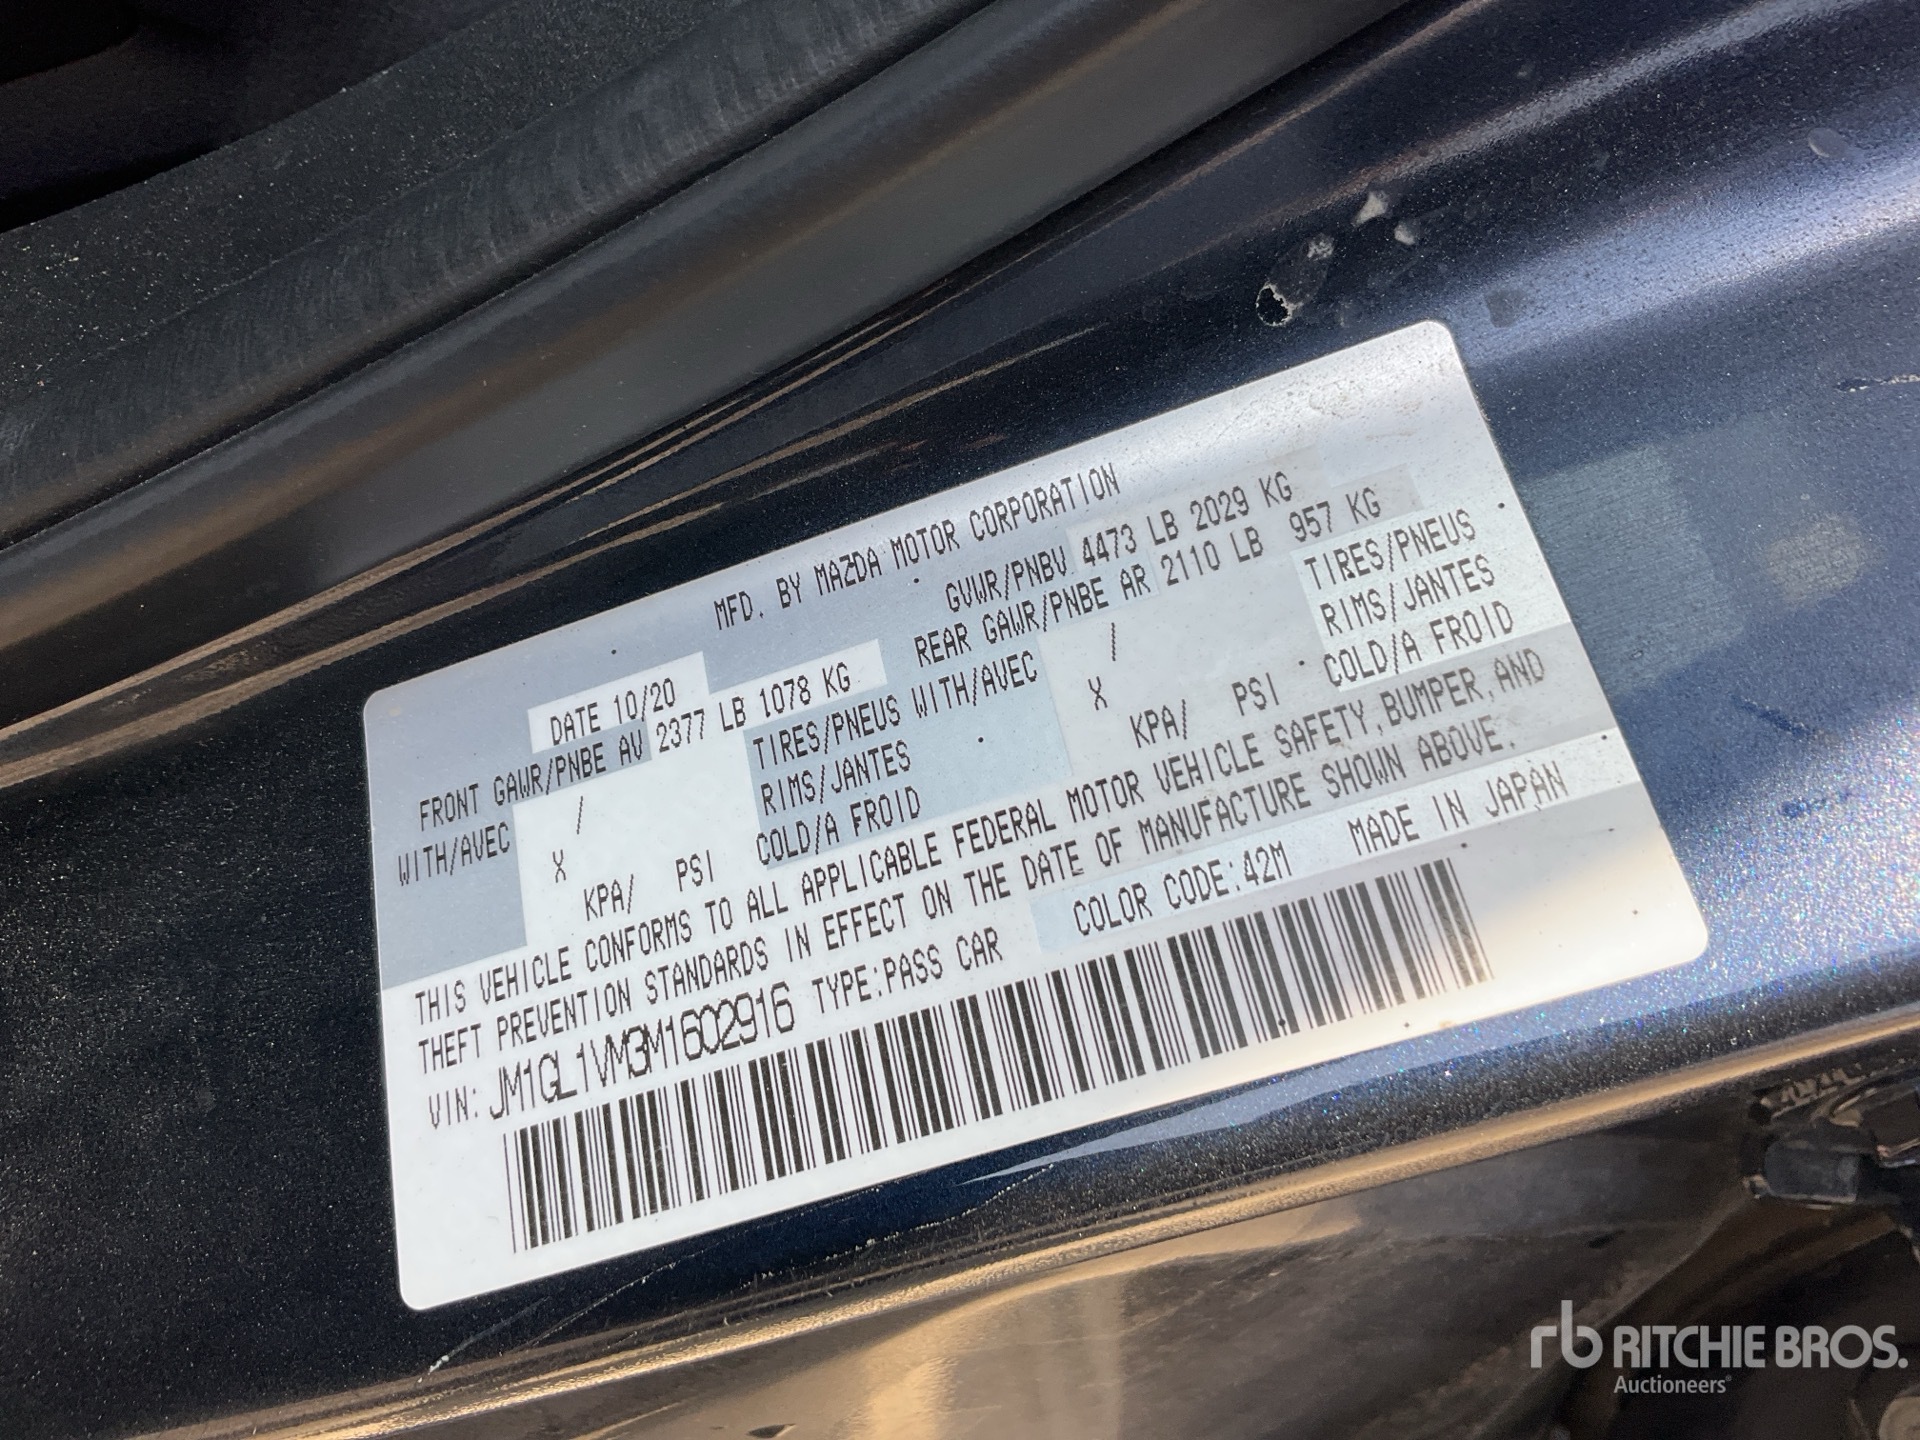 MFD. BY MAZDA MOTOR CORPORATION
DATE 10/20 GVWR/PNBV 4473 LB 2029 KG
FRONT GAWR/PNBE AV 2377 LB 1078 KG REAR GAWR/PNBE AR 2110 LB 957 KG
WITH/AVEC / TIRES/PNEUS WITH/AVEC / TIRES/PNEUS
X RIMS/JANTES X RIMS/JANTES
KPA/ PSI COLD/A FROID KPA/ PSI COLD/A FROID
THIS VEHICLE CONFORMS TO ALL APPLICABLE FEDERAL MOTOR VEHICLE SAFETY, BUMPER, AND
THEFT PREVENTION STANDARDS IN EFFECT ON THE DATE OF MANUFACTURE SHOWN ABOVE.
VIN: JM1GL1VM3M1602916 TYPE:PASS CAR COLOR CODE:42M MADE IN JAPAN
rb RITCHIE BROS.
Auctioneers